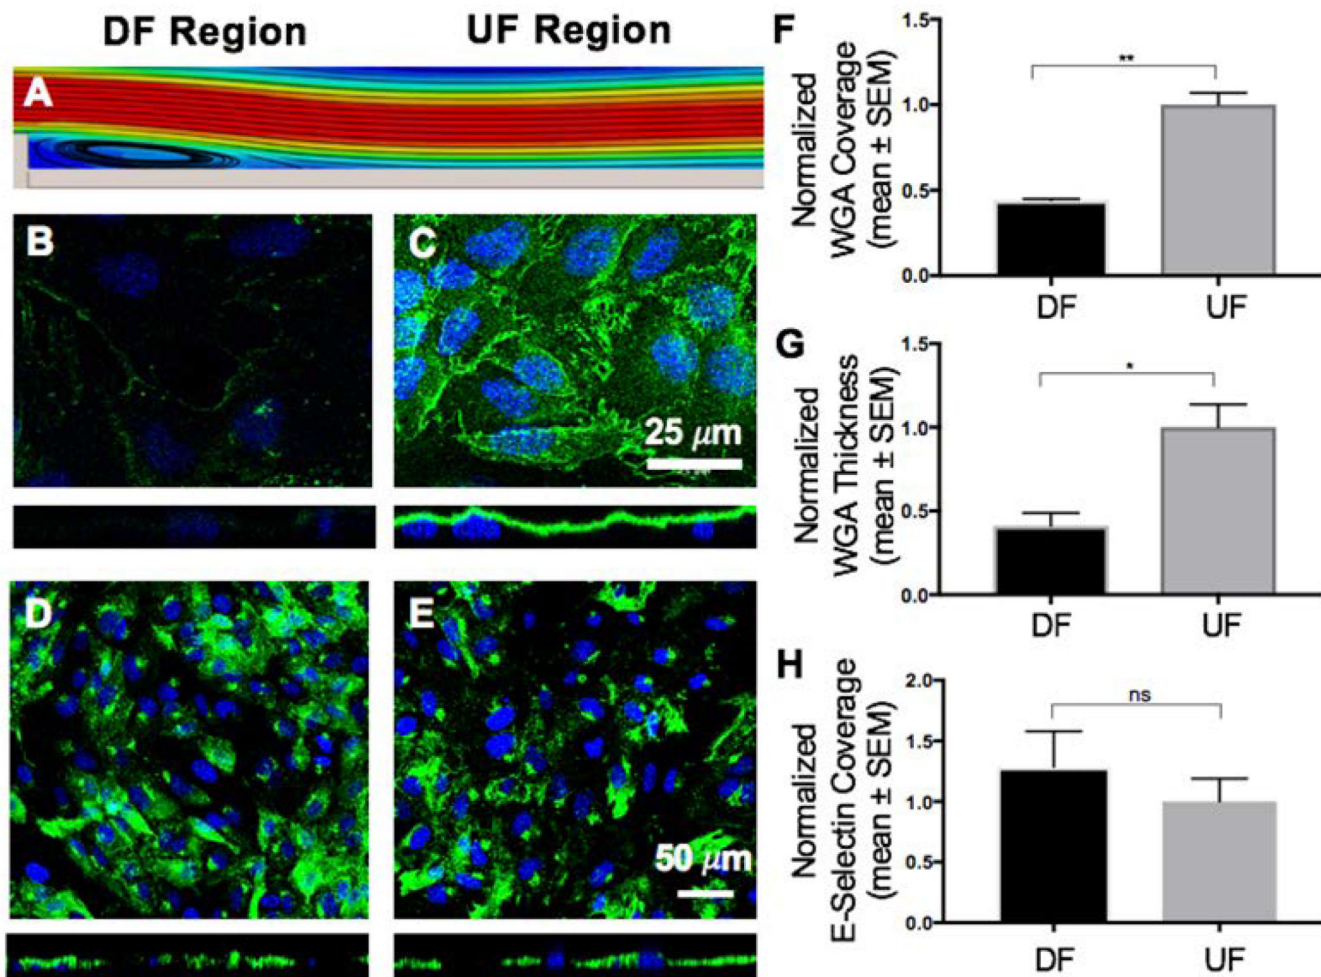 DF Region
UF Region
A
B
C
25 μm
D
E
50 μm
F
Normalized
WGA Coverage
(mean ± SEM)
1.5
1.0
0.5
0.0
**
DF
UF
G
Normalized
WGA Thickness
(mean ± SEM)
1.5
1.0
0.5
0.0
*
DF
UF
H
Normalized
E-Selectin Coverage
(mean ± SEM)
2.0
1.5
1.0
0.5
0.0
ns
DF
UF